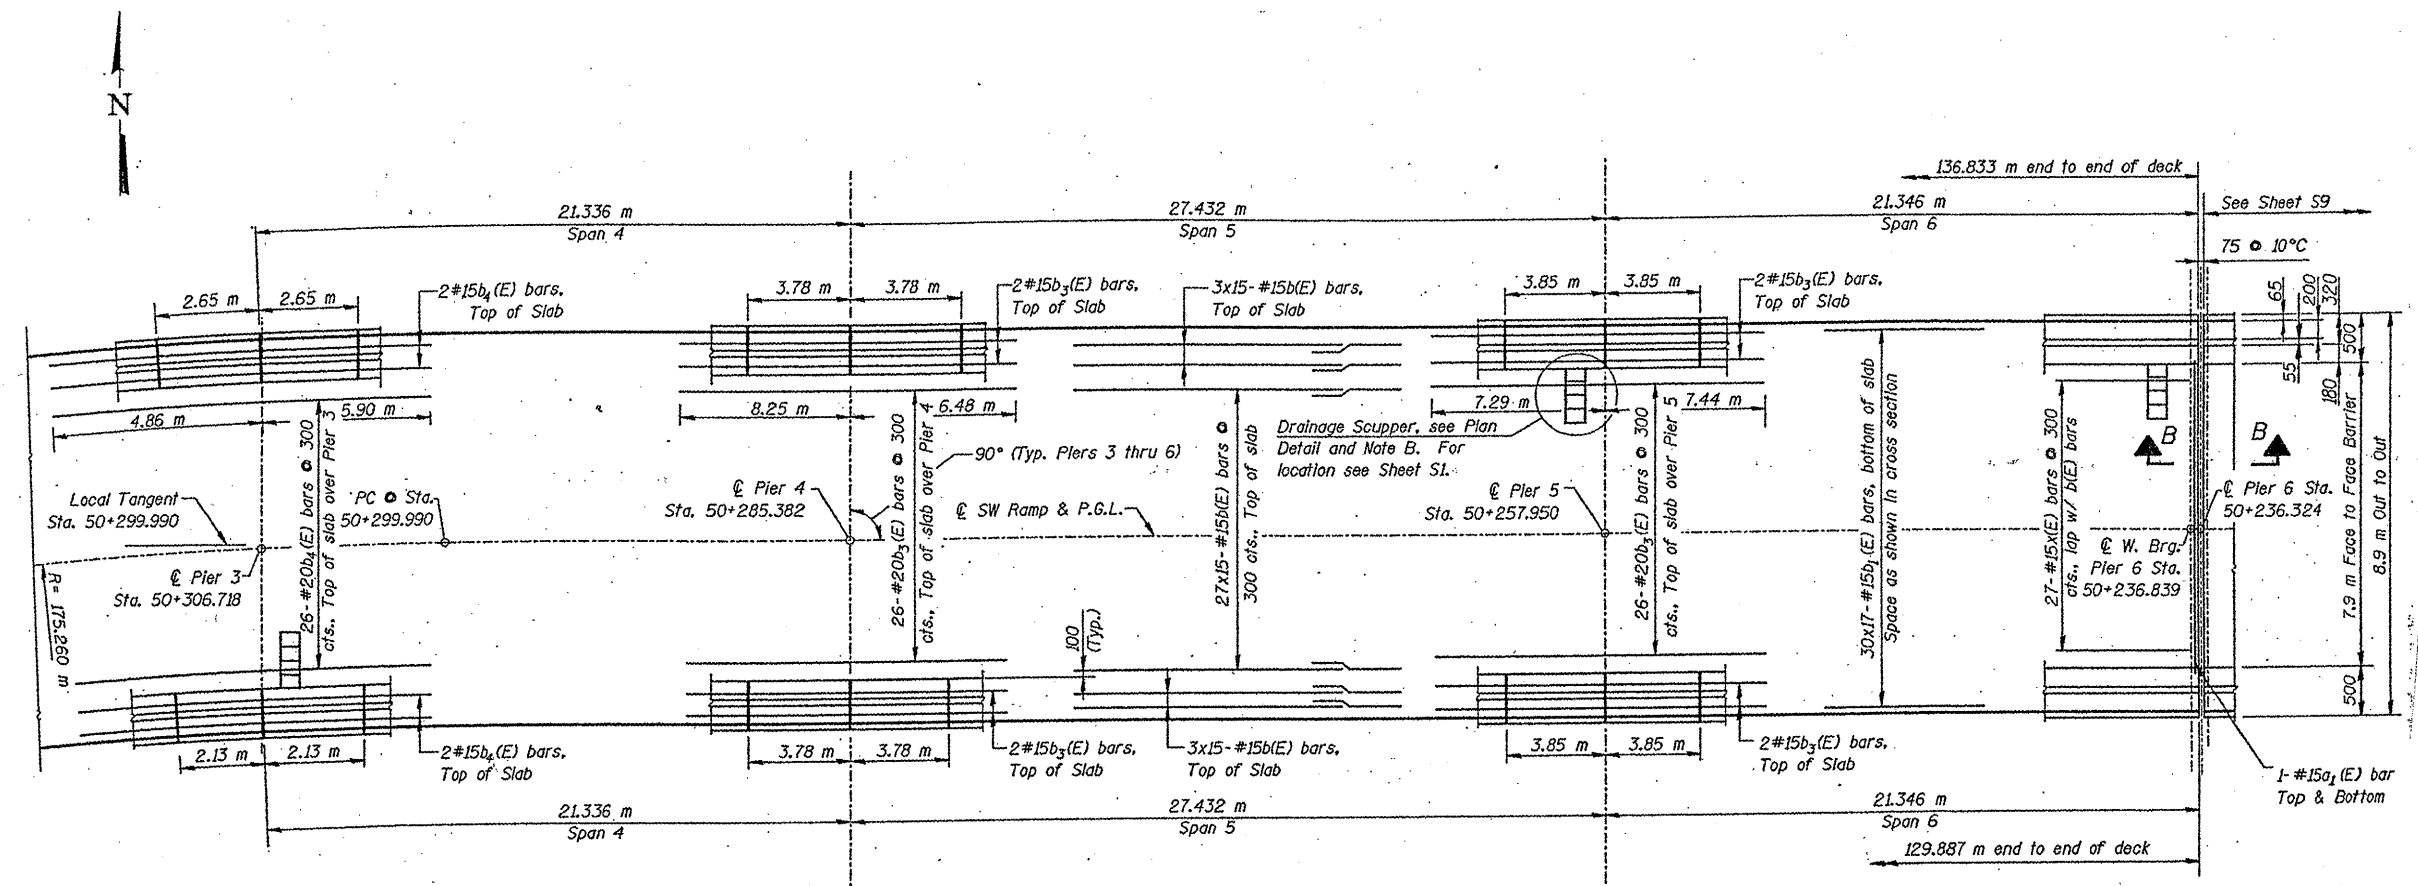 N
136.833 m end to end of deck
21.336 m
Span 4
27.432 m
Span 5
21.346 m
Span 6
See Sheet S9
75 @ 10°C
2.65 m
2.65 m
2#15b4(E) bars,
Top of Slab
3.78 m
3.78 m
2#15b3(E) bars,
Top of Slab
3x15-#15b(E) bars,
Top of Slab
3.85 m
3.85 m
2#15b3(E) bars,
Top of Slab
65
200
320
55
180
500
4.86 m
5.90 m
8.25 m
6.48 m
7.29 m
7.44 m
26-#20b4(E) bars @ 300
cts., Top of slab over Pier 3
26-#20b3(E) bars @ 300
cts., Top of slab over Pier 4
90° (Typ. Piers 3 thru 6)
27x15-#15b(E) bars @
300 cts., Top of slab
Drainage Scupper, see Plan
Detail and Note B. For
location see Sheet S1.
26-#20b3(E) bars @ 300
cts., Top of slab over Pier 5
30x17-#15b1(E) bars, bottom of slab
Space as shown in cross section
27-#15x(E) bars @ 300
cts., lap w/ b(E) bars
B
B
7.9 m Face to Face Barrier
8.9 m Out to Out
Local Tangent
Sta. 50+299.990
PC @ Sta.
50+299.990
℄ Pier 4
Sta. 50+285.382
℄ SW Ramp & P.G.L.
℄ Pier 5
Sta. 50+257.950
℄ Pier 6 Sta.
50+236.324
℄ W. Brg.
Pier 6 Sta.
50+236.839
℄ Pier 3
Sta. 50+306.718
R= 175.260 m
100
(Typ.)
500
2.13 m
2.13 m
2#15b4(E) bars,
Top of Slab
3.78 m
3.78 m
2#15b3(E) bars,
Top of Slab
3x15-#15b(E) bars,
Top of Slab
3.85 m
3.85 m
2#15b3(E) bars,
Top of Slab
1-#15a1(E) bar
Top & Bottom
21.336 m
Span 4
27.432 m
Span 5
21.346 m
Span 6
129.887 m end to end of deck